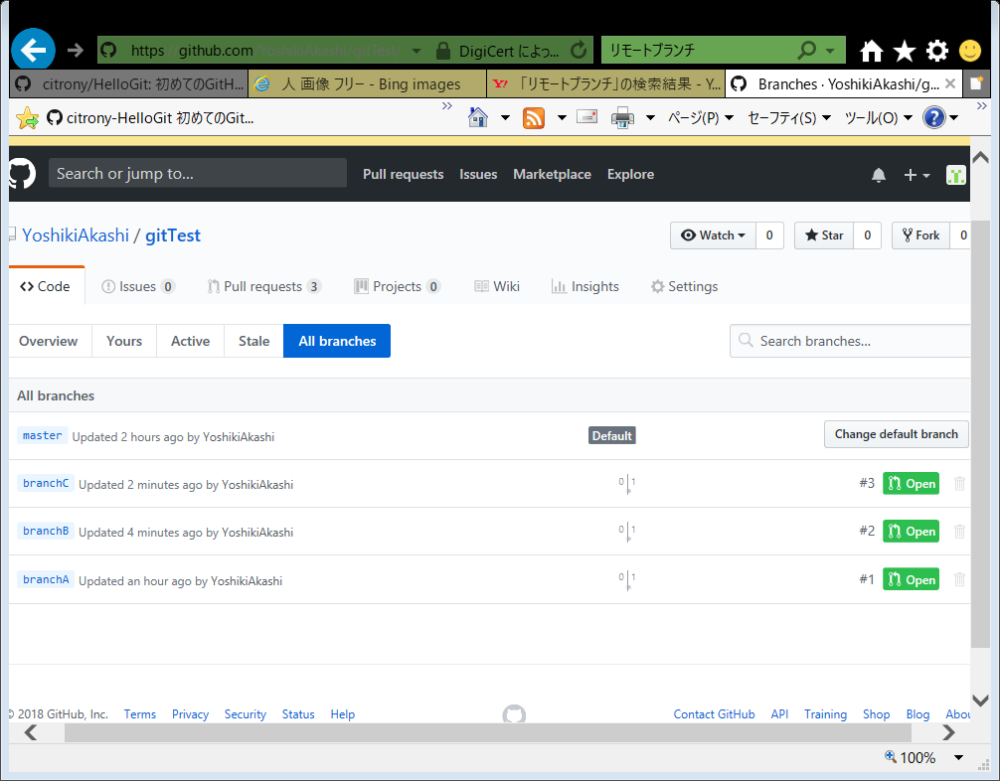 https://github.com/YoshikiAkashi/gitTest/ DigiCert によっ... リモートブランチ
citrony/HelloGit: 初めてのGitH... 人 画像 フリー - Bing images 「リモートブランチ」の検索結果 - Y... Branches · YoshikiAkashi/g...
citrony-HelloGit 初めてのGit... ページ(P) セーフティ(S) ツール(O)
Search or jump to... Pull requests Issues Marketplace Explore
YoshikiAkashi / gitTest Watch 0 Star 0 Fork 0
Code Issues 0 Pull requests 3 Projects 0 Wiki Insights Settings
Overview Yours Active Stale All branches Search branches...
All branches
master Updated 2 hours ago by YoshikiAkashi Default Change default branch
branchC Updated 2 minutes ago by YoshikiAkashi 0 1 #3 Open
branchB Updated 4 minutes ago by YoshikiAkashi 0 1 #2 Open
branchA Updated an hour ago by YoshikiAkashi 0 1 #1 Open
© 2018 GitHub, Inc. Terms Privacy Security Status Help Contact GitHub API Training Shop Blog Abou
100%